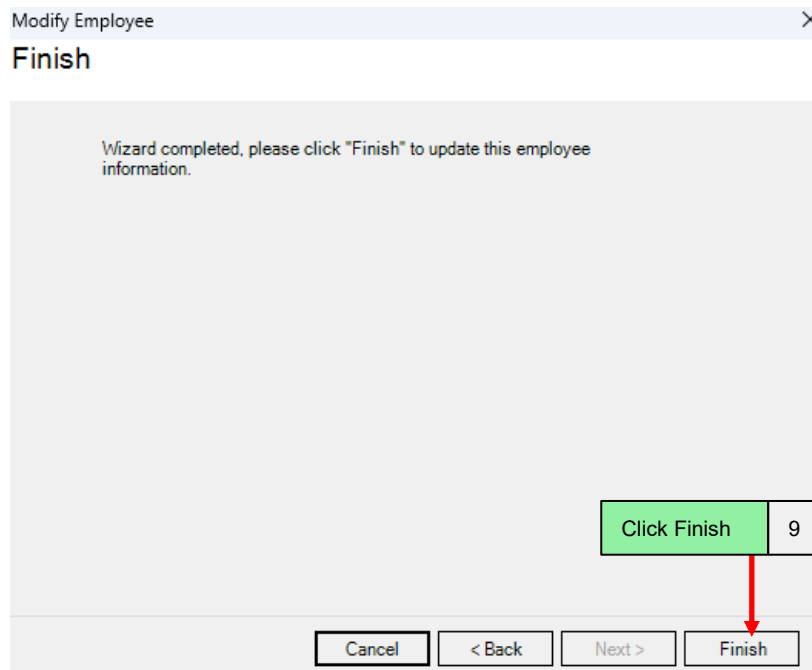 Modify Employee
Finish
Wizard completed, please click "Finish" to update this employee
information.
Click Finish 9
Cancel < Back Next > Finish